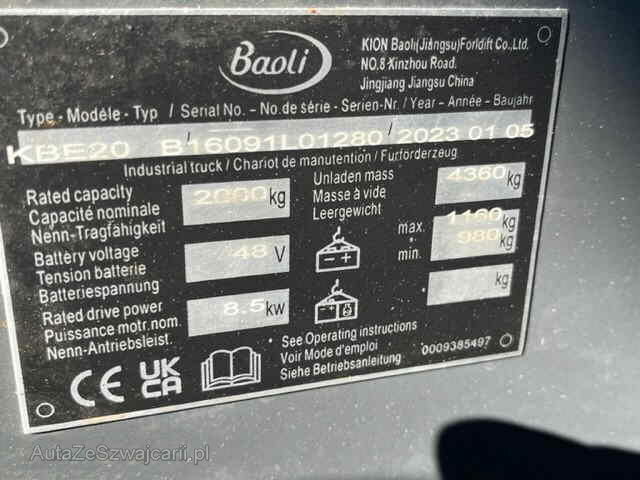 Baoli
KION Baoli(Jiangsu)Forklift Co.,Ltd.
NO.8 Xinzhou Road.
Jingjiang Jiangsu China
Type - Modéle - Typ / Serial No. - No. de série - Serien-Nr. / Year - Année - Baujahr
KBE20 B16091L01280 / 2023 01 05
Industrial truck / Chariot de manutention / Furförderzeug
Rated capacity
Capacité nominale
Nenn-Tragfähigkeit
2000 kg
Unladen mass
Masse à vide
Leergewicht
4360 kg
Battery voltage
Tension batterie
Batteriespannung
48 V
max. 1160 kg
min. 980 kg
Rated drive power
Puissance motr.nom.
Nenn-Antriebsleist.
8.5 kw
kg
See Operating instructions
Voir Mode d'emploi
Siehe Betriebsanleitung
0009385497
CE UK
CA
AutaZeSzwajcarii.pl